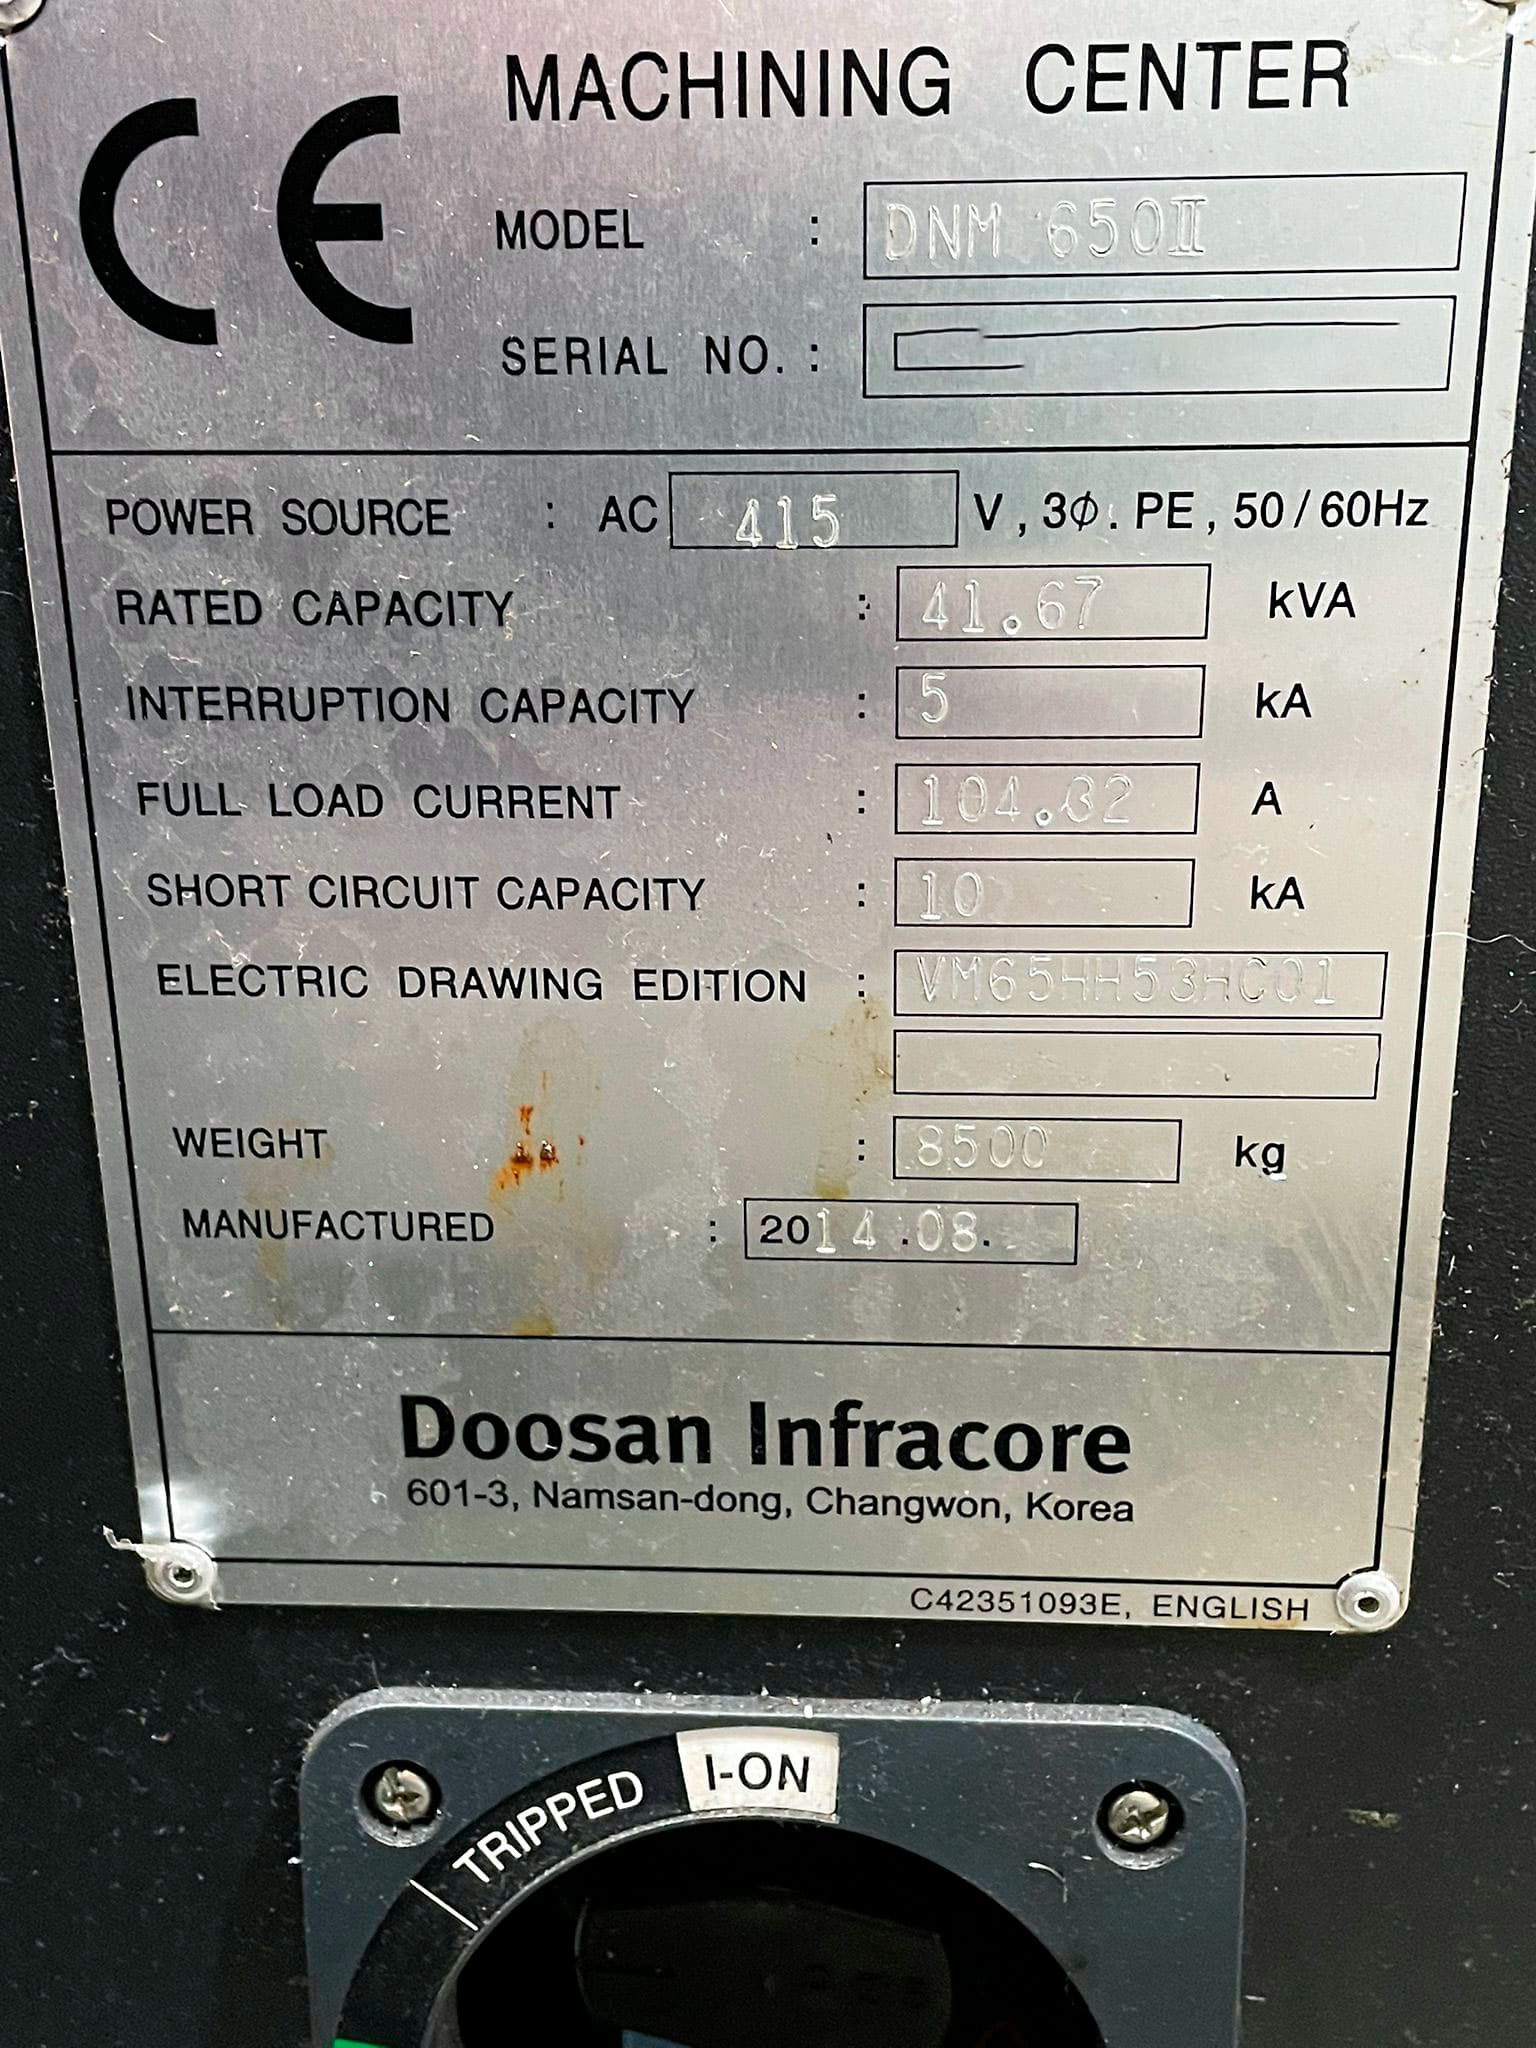 CE
MACHINING CENTER
MODEL : DNM 650Ⅱ
SERIAL NO. :
POWER SOURCE : AC 415 V, 3Φ. PE, 50/60Hz
RATED CAPACITY : 41.67 kVA
INTERRUPTION CAPACITY : 5 kA
FULL LOAD CURRENT : 104.32 A
SHORT CIRCUIT CAPACITY : 10 kA
ELECTRIC DRAWING EDITION :
WEIGHT : 8500 kg
MANUFACTURED : 2014.08.
Doosan Infracore
601-3, Namsan-dong, Changwon, Korea
C42351093E, ENGLISH
TRIPPED I-ON